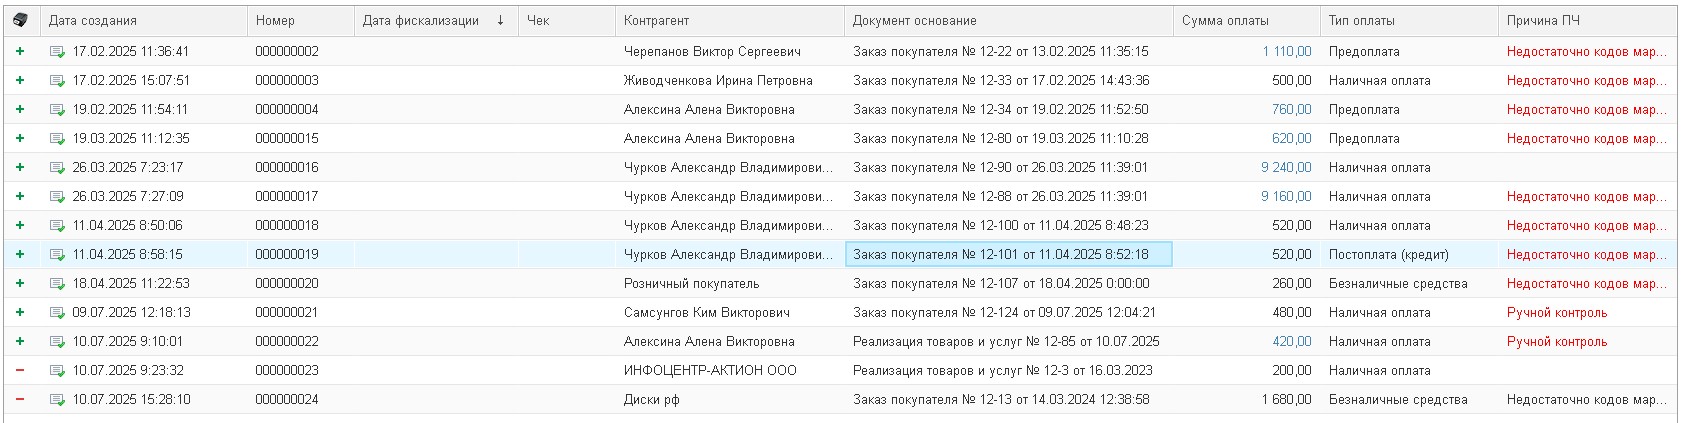 Дата создания Номер Дата фискализации ↓ Чек Контрагент Документ основание Сумма оплаты Тип оплаты Причина ПЧ
+ 17.02.2025 11:36:41 000000002 Черепанов Виктор Сергеевич Заказ покупателя № 12-22 от 13.02.2025 11:35:15 1 110,00 Предоплата Недостаточно кодов мар...
+ 17.02.2025 15:07:51 000000003 Живодченкова Ирина Петровна Заказ покупателя № 12-33 от 17.02.2025 14:43:36 500,00 Наличная оплата Недостаточно кодов мар...
+ 19.02.2025 11:54:11 000000004 Алексина Алена Викторовна Заказ покупателя № 12-34 от 19.02.2025 11:52:50 760,00 Предоплата Недостаточно кодов мар...
+ 19.03.2025 11:12:35 000000015 Алексина Алена Викторовна Заказ покупателя № 12-80 от 19.03.2025 11:10:28 620,00 Предоплата Недостаточно кодов мар...
+ 26.03.2025 7:23:17 000000016 Чурков Александр Владимирови... Заказ покупателя № 12-90 от 26.03.2025 11:39:01 9 240,00 Наличная оплата
+ 26.03.2025 7:27:09 000000017 Чурков Александр Владимирови... Заказ покупателя № 12-88 от 26.03.2025 11:39:01 9 160,00 Наличная оплата Недостаточно кодов мар...
+ 11.04.2025 8:50:06 000000018 Чурков Александр Владимирови... Заказ покупателя № 12-100 от 11.04.2025 8:48:23 520,00 Наличная оплата Недостаточно кодов мар...
+ 11.04.2025 8:58:15 000000019 Чурков Александр Владимирови... Заказ покупателя № 12-101 от 11.04.2025 8:52:18 520,00 Постоплата (кредит) Недостаточно кодов мар...
+ 18.04.2025 11:22:53 000000020 Розничный покупатель Заказ покупателя № 12-107 от 18.04.2025 0:00:00 260,00 Безналичные средства Недостаточно кодов мар...
+ 09.07.2025 12:18:13 000000021 Самсунгов Ким Викторович Заказ покупателя № 12-124 от 09.07.2025 12:04:21 480,00 Наличная оплата Ручной контроль
+ 10.07.2025 9:10:01 000000022 Алексина Алена Викторовна Реализация товаров и услуг № 12-85 от 10.07.2025 420,00 Наличная оплата Ручной контроль
− 10.07.2025 9:23:32 000000023 ИНФОЦЕНТР-АКТИОН ООО Реализация товаров и услуг № 12-3 от 16.03.2023 200,00 Наличная оплата
− 10.07.2025 15:28:10 000000024 Диски рф Заказ покупателя № 12-13 от 14.03.2024 12:38:58 1 680,00 Безналичные средства Недостаточно кодов мар...